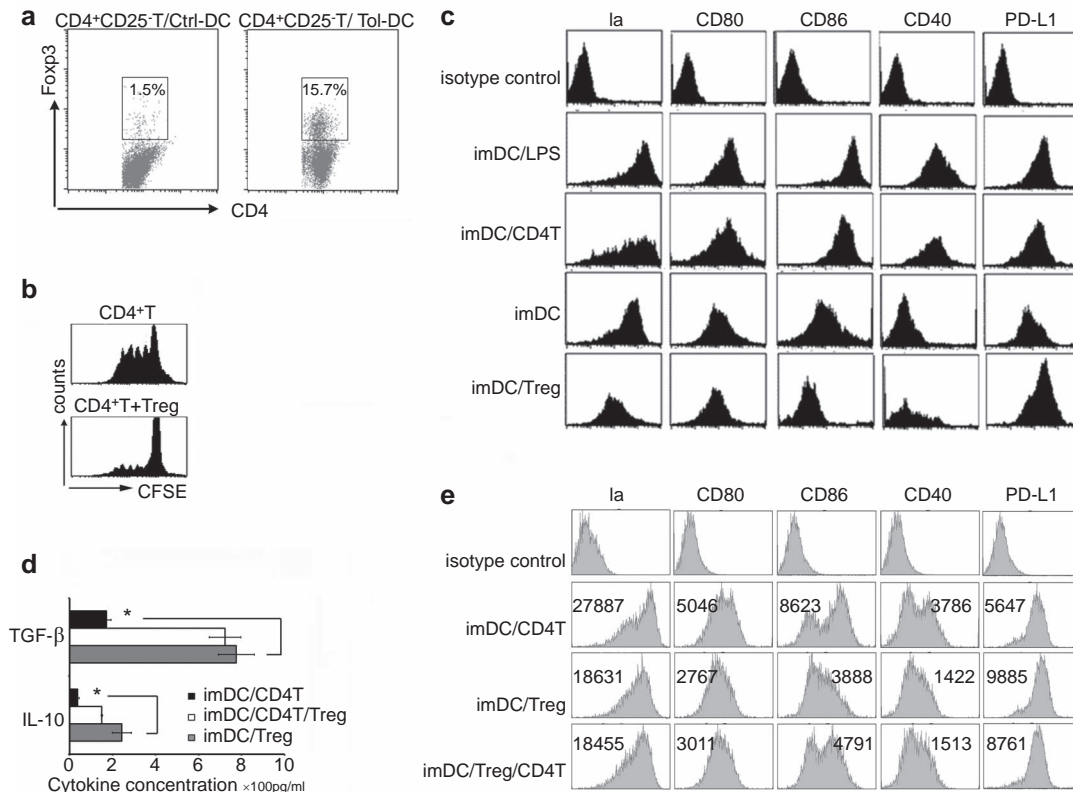 a
CD4+CD25-T/Ctrl-DC CD4+CD25-T/ Tol-DC
Foxp3
1.5%
15.7%
CD4
b
CD4+T
counts
CD4+T+Treg
CFSE
c
Ia CD80 CD86 CD40 PD-L1
isotype control
imDC/LPS
imDC/CD4T
imDC
imDC/Treg
d
TGF-β
*
IL-10
*
imDC/CD4T
imDC/CD4T/Treg
imDC/Treg
0 2 4 6 8 10
Cytokine concentration ×100pg/ml
e
Ia CD80 CD86 CD40 PD-L1
isotype control
imDC/CD4T 27887 5046 8623 3786 5647
imDC/Treg 18631 2767 3888 1422 9885
imDC/Treg/CD4T 18455 3011 4791 1513 8761